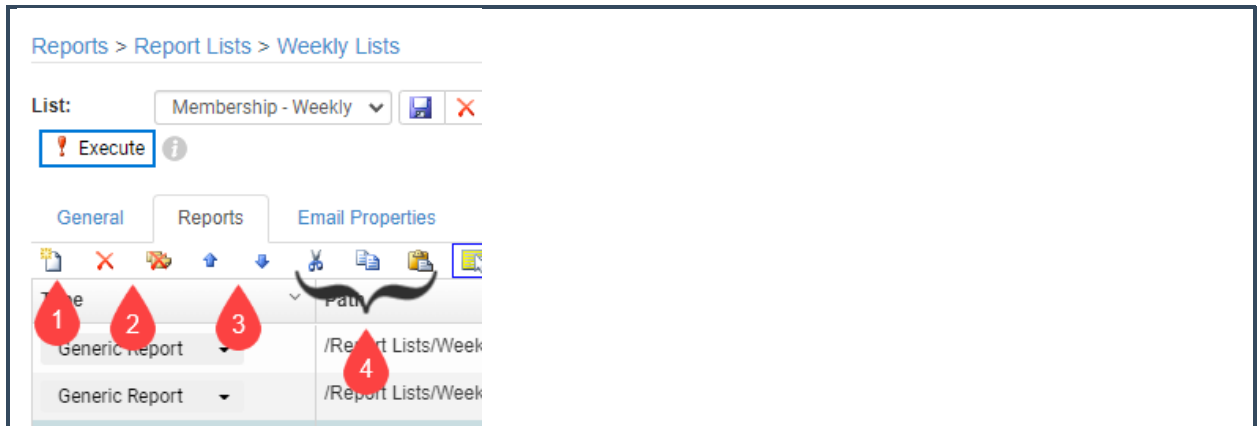 Reports > Report Lists > Weekly Lists
List: Membership - Weekly
Execute
General Reports Email Properties
1 2 3
Generic Report /Report Lists/Week
4
Generic Report /Report Lists/Week